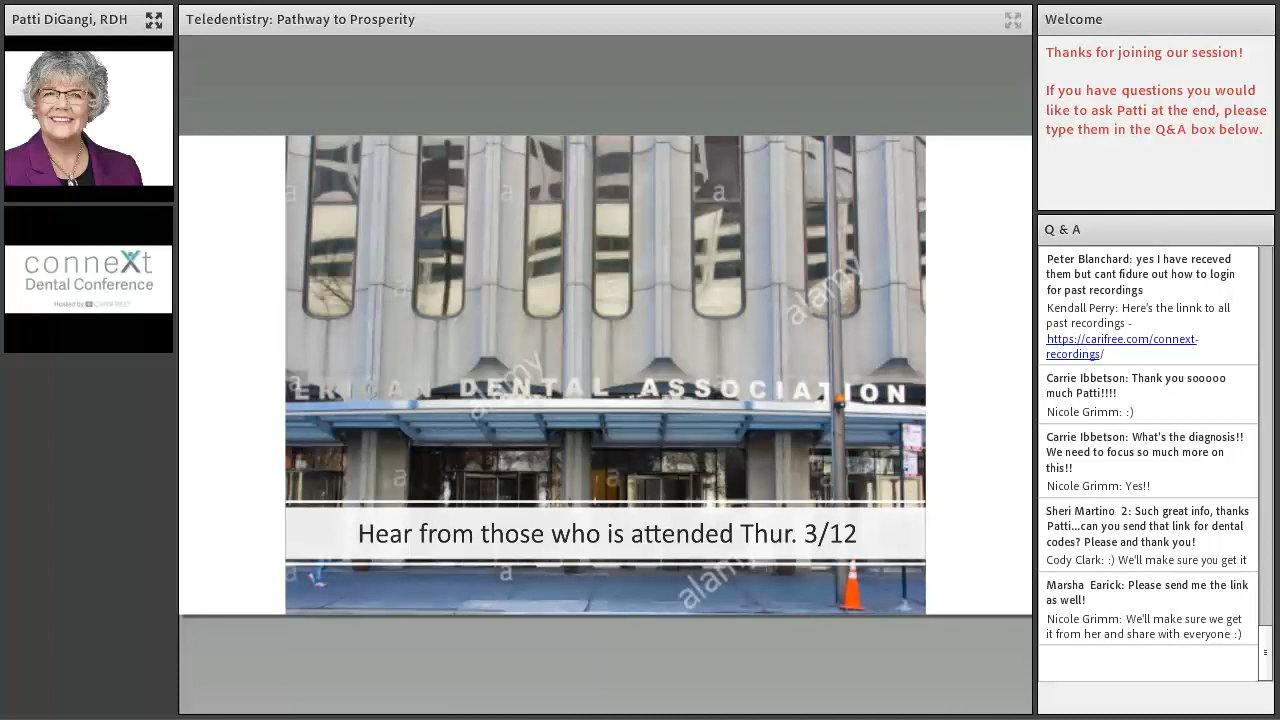 Patti DiGangi, RDH
Teledentistry: Pathway to Prosperity
Welcome
Thanks for joining our session!
If you have questions you would
like to ask Patti at the end, please
type them in the Q&A box below.
conneXt
Dental Conference
Hosted by CARIFREE
ERICAN DENTAL ASSOCIATION
a
a
a
a
a
a
a
a
a
a
a
alamy
alamy
alamy
Hear from those who is attended Thur. 3/12
Q & A
Peter Blanchard: yes I have receved
them but cant fidure out how to login
for past recordings
Kendall Perry: Here's the linnk to all
past recordings -
https://carifree.com/connext-
recordings/
Carrie Ibbetson: Thank you sooooo
much Patti!!!!
Nicole Grimm: :)
Carrie Ibbetson: What's the diagnosis!!
We need to focus so much more on
this!!
Nicole Grimm: Yes!!
Sheri Martino 2: Such great info, thanks
Patti...can you send that link for dental
codes? Please and thank you!
Cody Clark: :) We'll make sure you get it
Marsha Earick: Please send me the link
as well!
Nicole Grimm: We'll make sure we get
it from her and share with everyone :)